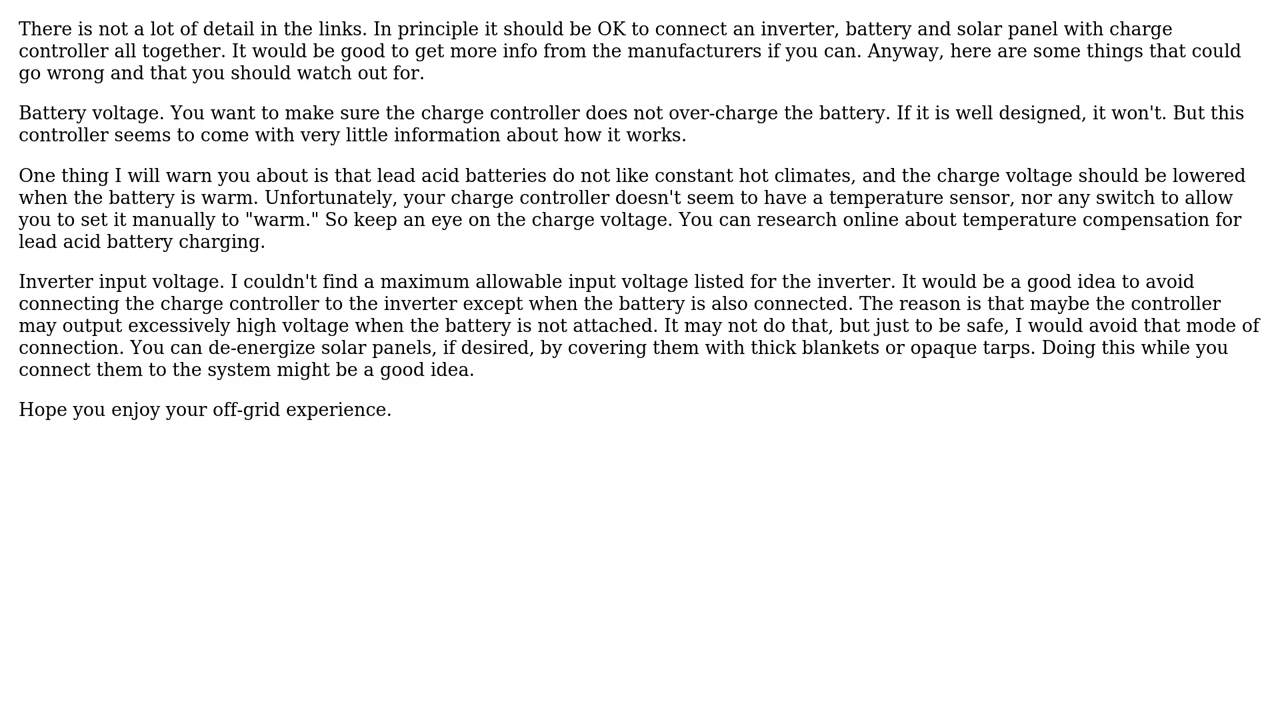 There is not a lot of detail in the links. In principle it should be OK to connect an inverter, battery and solar panel with charge
controller all together. It would be good to get more info from the manufacturers if you can. Anyway, here are some things that could
go wrong and that you should watch out for.
Battery voltage. You want to make sure the charge controller does not over-charge the battery. If it is well designed, it won't. But this
controller seems to come with very little information about how it works.
One thing I will warn you about is that lead acid batteries do not like constant hot climates, and the charge voltage should be lowered
when the battery is warm. Unfortunately, your charge controller doesn't seem to have a temperature sensor, nor any switch to allow
you to set it manually to "warm." So keep an eye on the charge voltage. You can research online about temperature compensation for
lead acid battery charging.
Inverter input voltage. I couldn't find a maximum allowable input voltage listed for the inverter. It would be a good idea to avoid
connecting the charge controller to the inverter except when the battery is also connected. The reason is that maybe the controller
may output excessively high voltage when the battery is not attached. It may not do that, but just to be safe, I would avoid that mode of
connection. You can de-energize solar panels, if desired, by covering them with thick blankets or opaque tarps. Doing this while you
connect them to the system might be a good idea.
Hope you enjoy your off-grid experience.